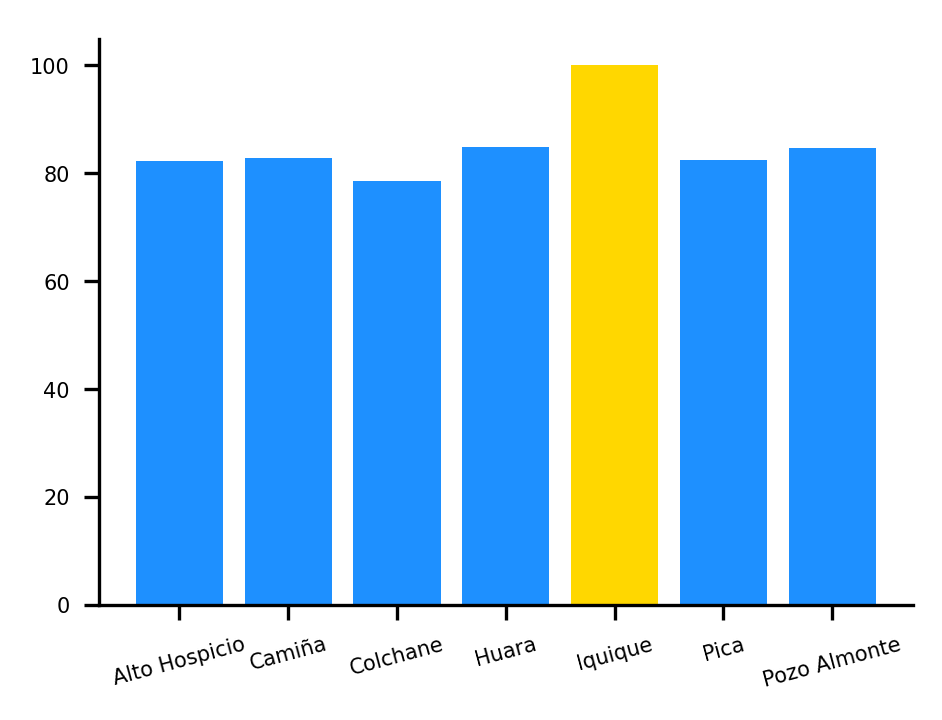 100
80
60
40
20
0
Alto Hospicio
Camiña
Colchane
Huara
Iquique
Pica
Pozo Almonte